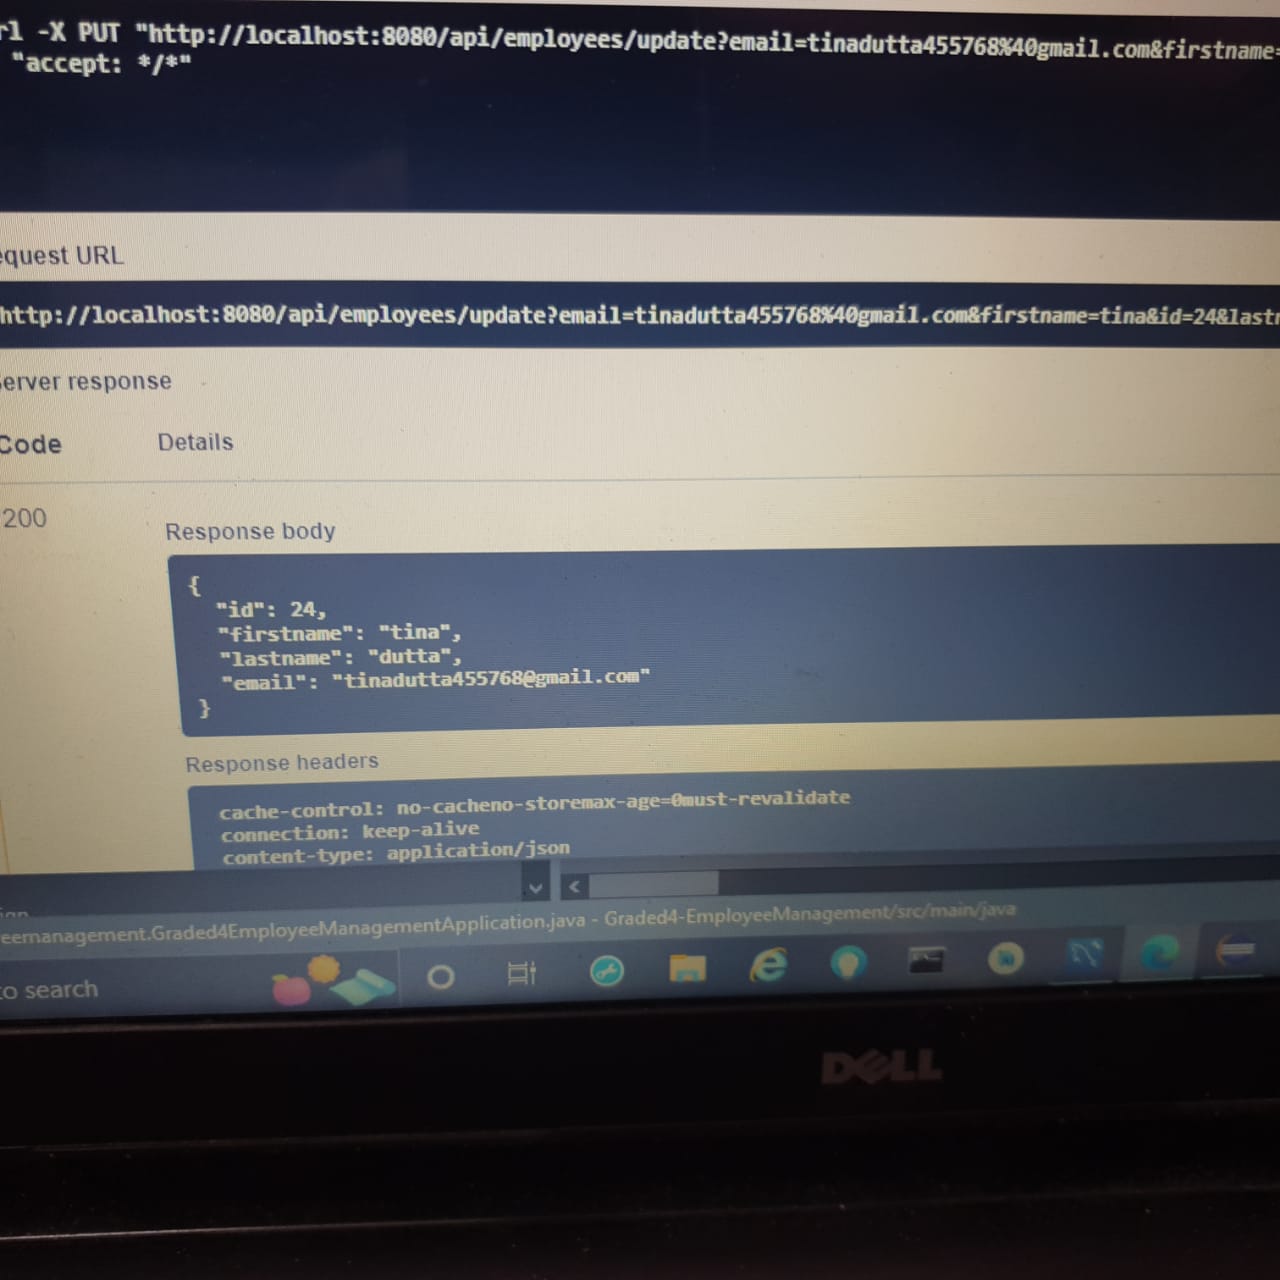 rl -X PUT "http://localhost:8080/api/employees/update?email=tinadutta455768%40gmail.com&firstname=
"accept: */*"
equest URL
http://localhost:8080/api/employees/update?email=tinadutta455768%40gmail.com&firstname=tina&id=24&lastn
erver response
Code
Details
200
Response body
{
"id": 24,
"firstname": "tina",
"lastname": "dutta",
"email": "tinadutta455768@gmail.com"
}
Response headers
cache-control: no-cacheno-storemax-age=0must-revalidate
connection: keep-alive
content-type: application/json
eemanagement.Graded4EmployeeManagementApplication.java - Graded4-EmployeeManagement/src/main/java
to search
DELL